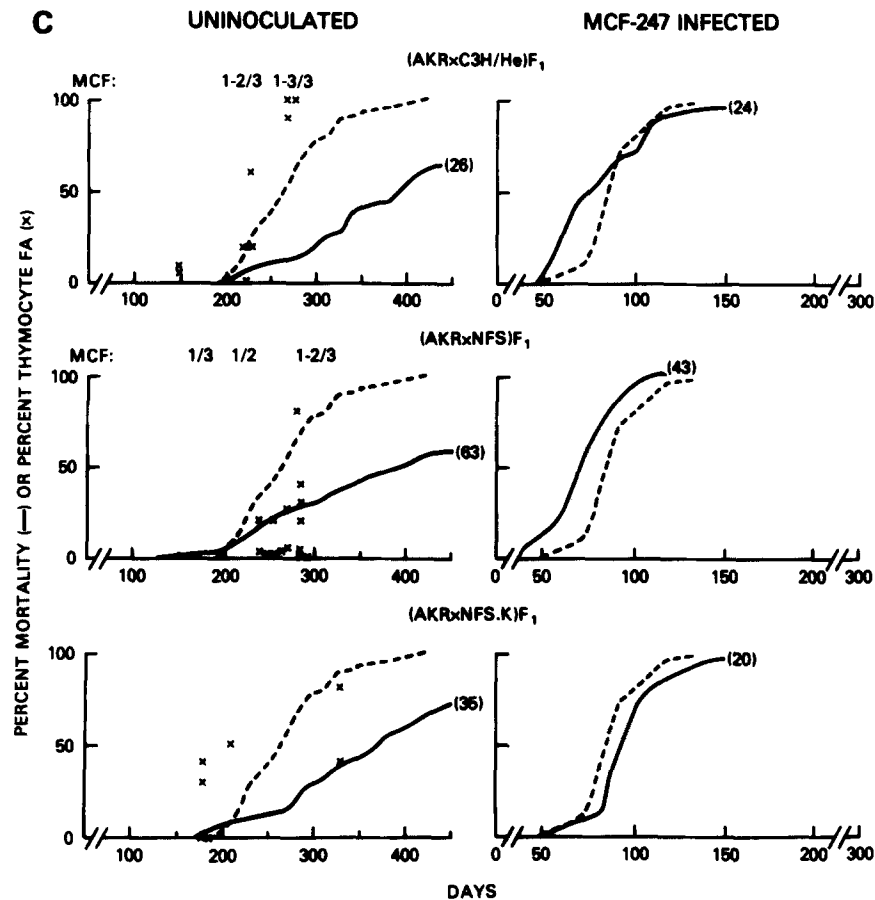 C UNINOCULATED MCF-247 INFECTED
(AKR×C3H/He)F1
MCF: 1-2/3 1-3/3
100
50
0
100 200 300 400
(26)
(24)
0 50 100 150 200 300
(AKR×NFS)F1
MCF: 1/3 1/2 1-2/3
100
50
0
100 200 300 400
(63)
(43)
0 50 100 150 200 300
(AKR×NFS.K)F1
100
50
0
100 200 300 400
(35)
(20)
0 50 100 150 200 300
PERCENT MORTALITY (—) OR PERCENT THYMOCYTE FA (×)
DAYS